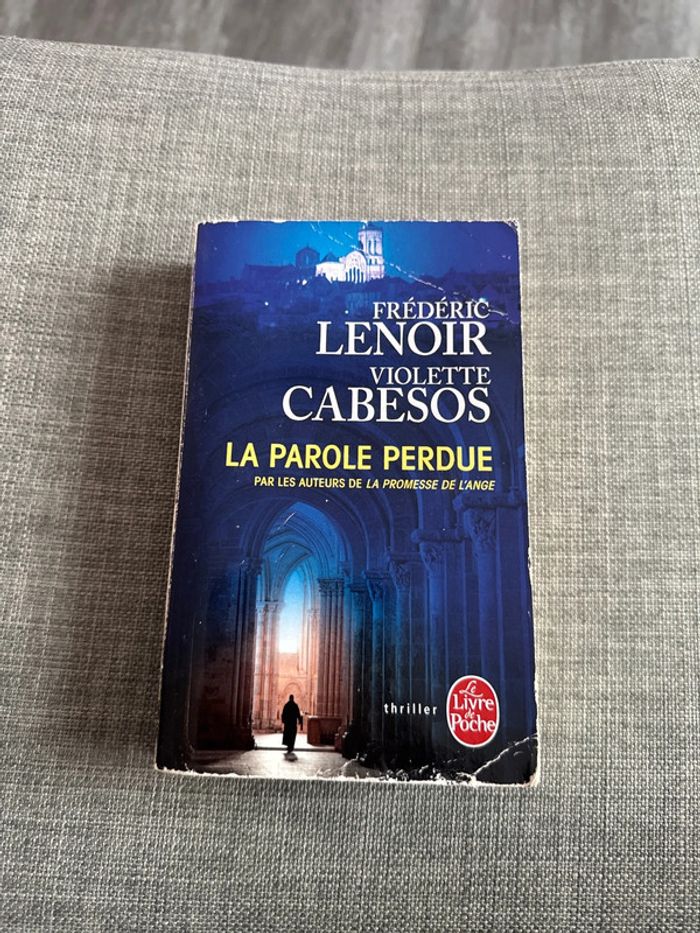 FRÉDÉRIC
LENOIR
VIOLETTE
CABESOS
LA PAROLE PERDUE
PAR LES AUTEURS DE LA PROMESSE DE L'ANGE
thriller
Le
Livre
de
Poche